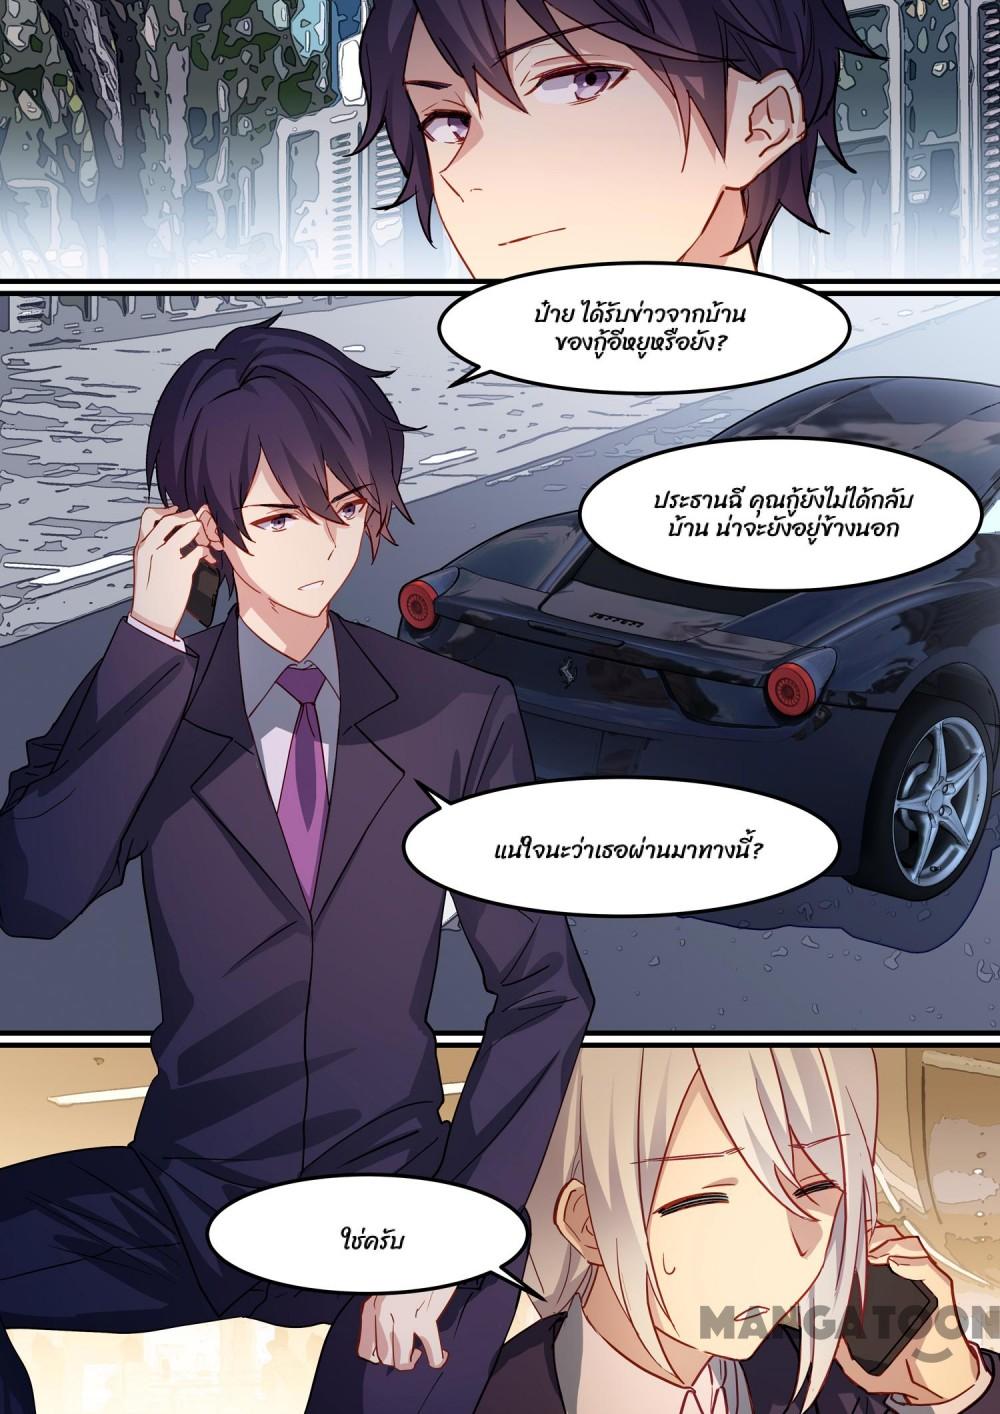 ป๋าย ได้รับข่าวจากบ้าน
ของกู้อีหยูหรือยัง?
ประธานฉี คุณกู้ยังไม่ได้กลับ
บ้าน น่าจะยังอยู่ข้างนอก
Ferrari
แน่ใจนะว่าเธอผ่านมาทางนี้?
ใช่ครับ
MANGATOON